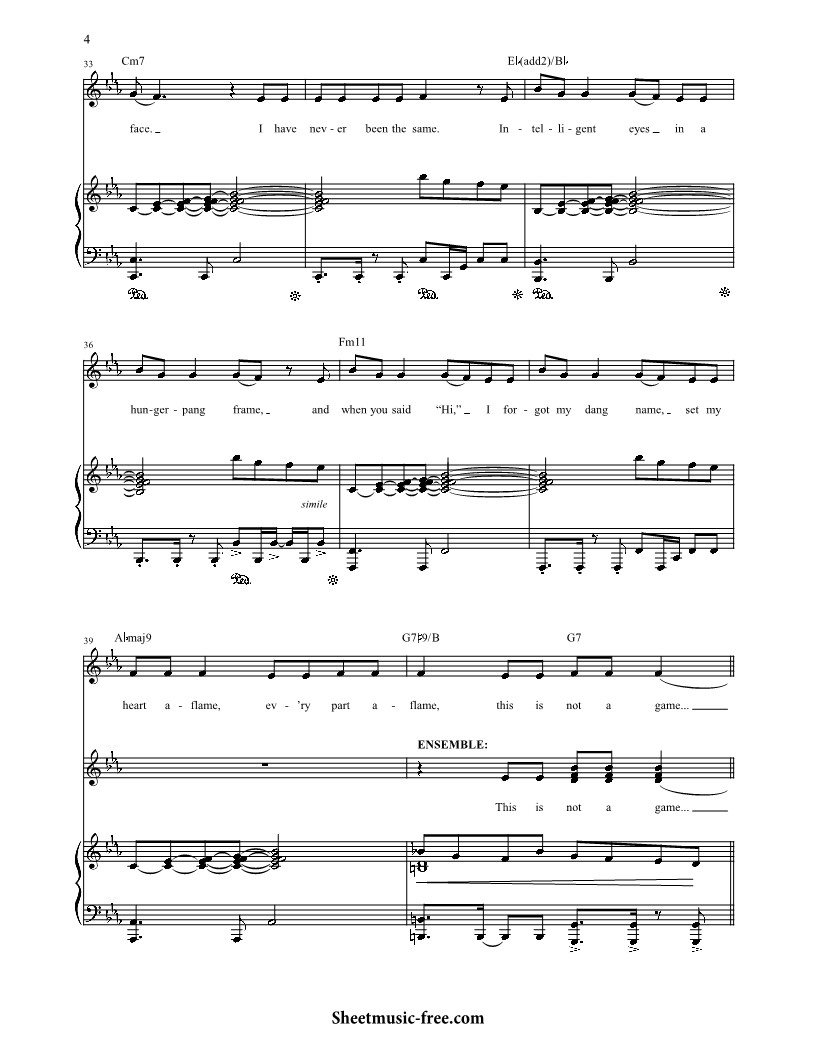 4
33 Cm7 E♭(add2)/B♭
face. I have nev - er been the same. In - tel - li - gent eyes in a
36 Fm11
hun - ger - pang frame, and when you said “Hi,” I for - got my dang name, set my
simile
39 A♭maj9 G7♭9/B G7
heart a - flame, ev - ’ry part a - flame, this is not a game...
ENSEMBLE:
This is not a game...
Sheetmusic-free.com